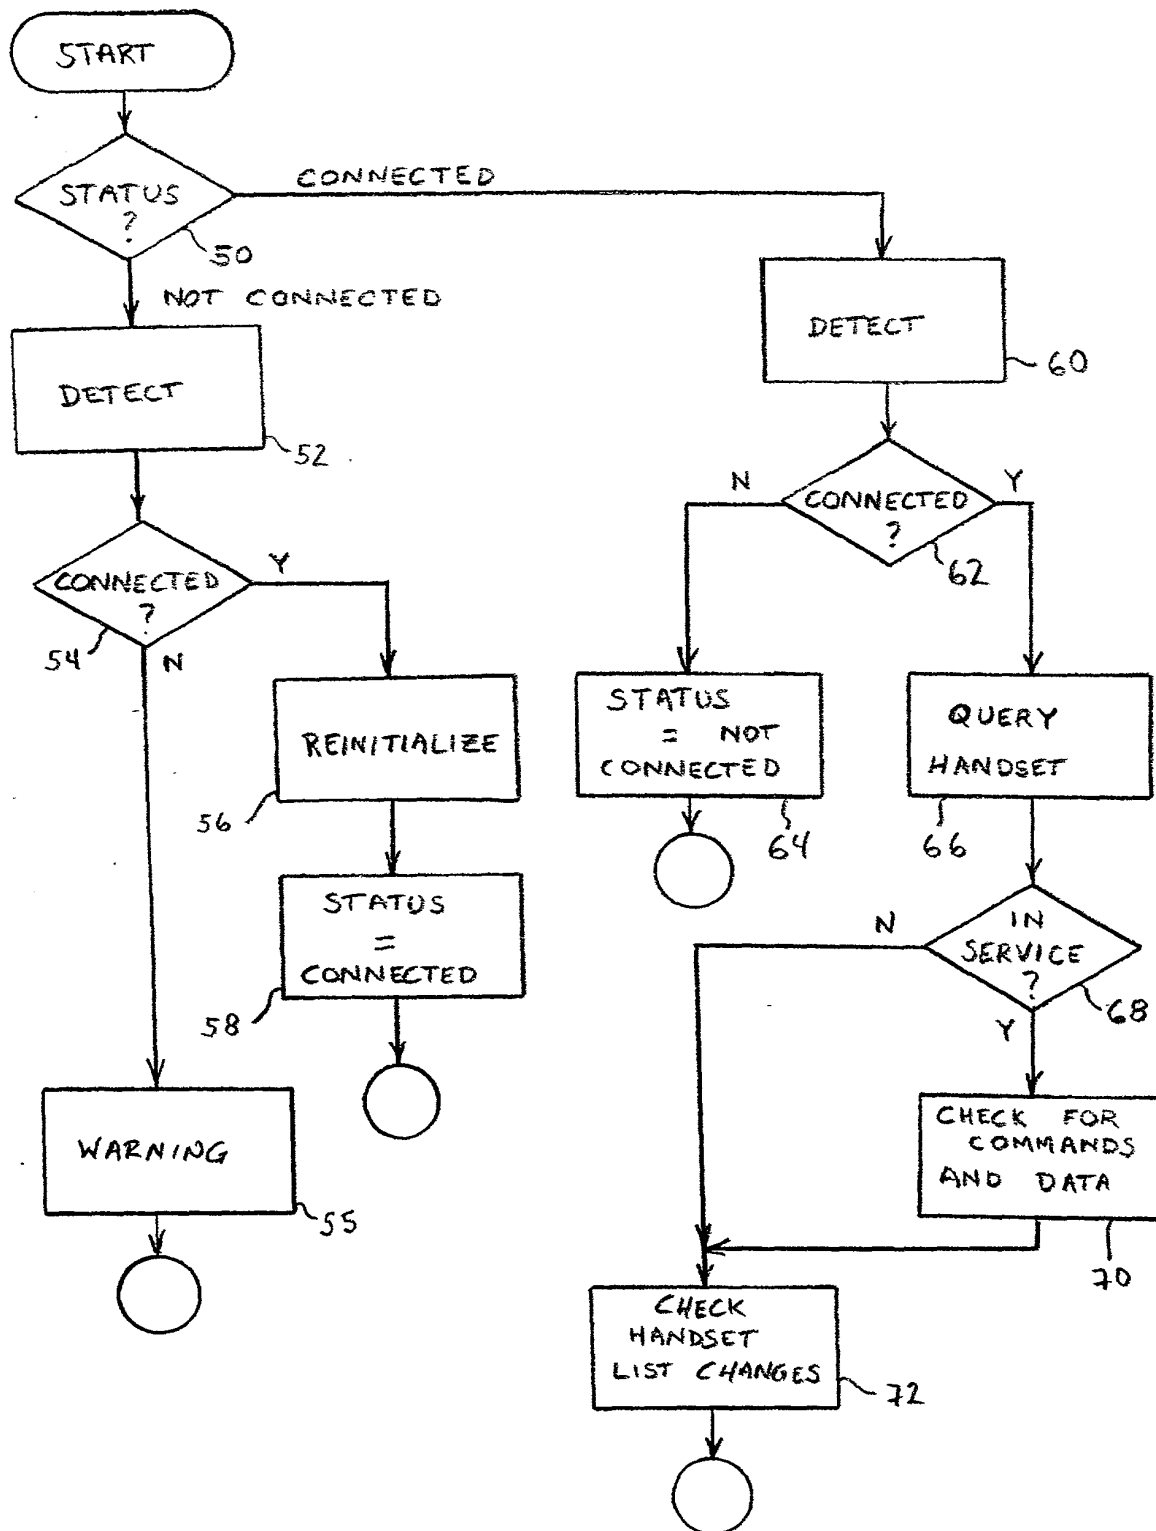 START
STATUS
?
50
CONNECTED
NOT CONNECTED
DETECT
52
CONNECTED
?
54
Y
N
REINITIALIZE
56
STATUS
=
CONNECTED
58
WARNING
55
DETECT
60
CONNECTED
?
62
N
Y
STATUS
= NOT
CONNECTED
64
QUERY
HANDSET
66
IN
SERVICE
?
68
N
Y
CHECK FOR
COMMANDS
AND DATA
70
CHECK
HANDSET
LIST CHANGES
72